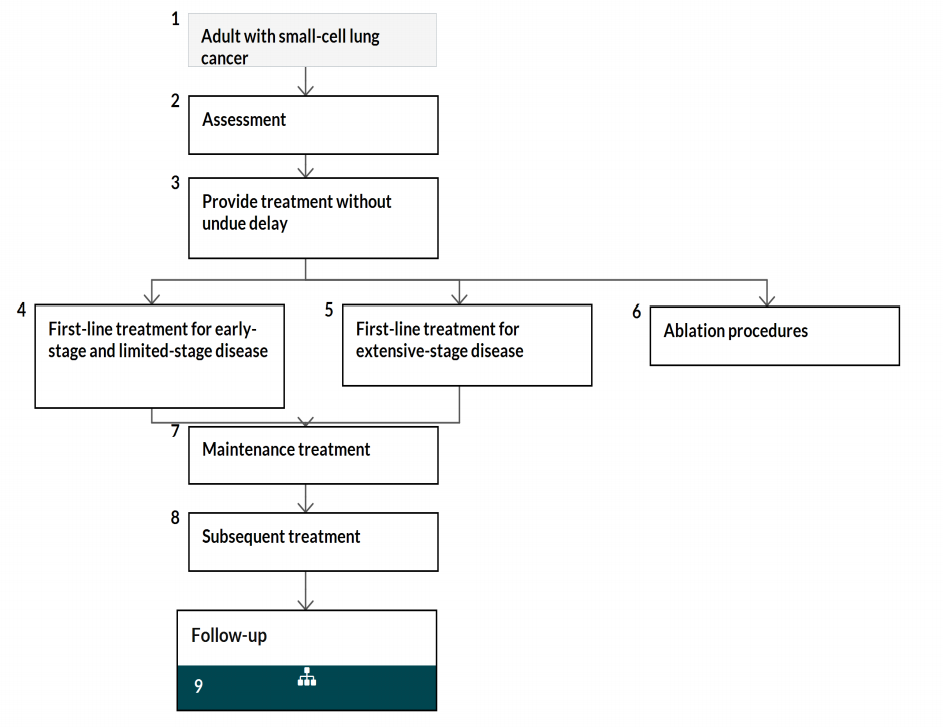 1
Adult with small-cell lung
cancer
2
Assessment
3
Provide treatment without
undue delay
4
First-line treatment for early-
stage and limited-stage disease
5
First-line treatment for
extensive-stage disease
6
Ablation procedures
7
Maintenance treatment
8
Subsequent treatment
Follow-up
9